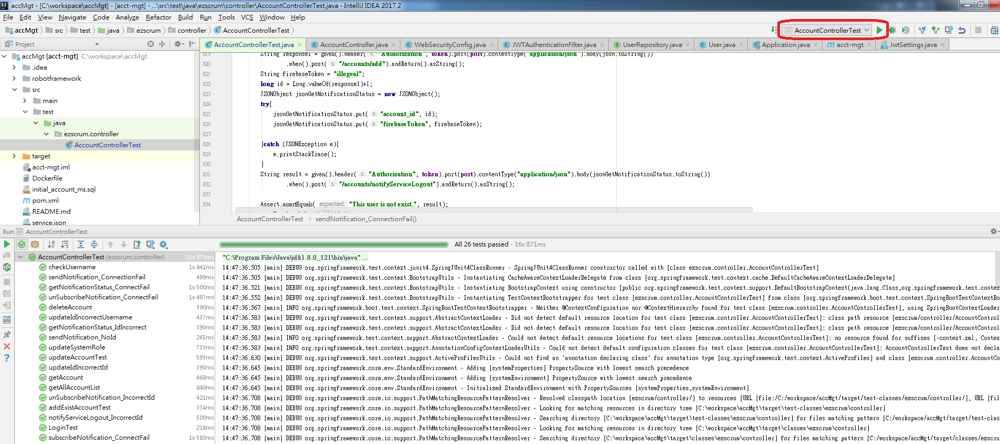 accMgt - [C:\workspace\accMgt] - [acct-mgt] - ...\src\test\java\ezscrum\controller\AccountControllerTest.java - IntelliJ IDEA 2017.2
File Edit View Navigate Code Analyze Refactor Build Run Tools VCS Window Help
accMgt src test java ezscrum controller AccountControllerTest
AccountControllerTest
Project
AccountControllerTest.java AccountController.java WebSecurityConfig.java JWTAuthenticationFilter.java UserRepository.java User.java Application.java acct-mgt JwtSettings.java
accMgt [acct-mgt] C:\workspace\accMgt
.idea
robotframework
src
main
test
java
ezscrum.controller
AccountControllerTest
target
acct-mgt.iml
Dockerfile
initial_account_ms.sql
pom.xml
README.md
service.json
819 String response1 = given().header( s: "Authorization", token).port(port).contentType("application/json").body(json.toString())
820 .when().post( s: "/accounts/add").andReturn().asString();
821 String firebaseToken = "illegeal";
822 long id = Long.valueOf(response1)+1;
823 JSONObject jsonGetNotificationStatus = new JSONObject();
824 try{
825 jsonGetNotificationStatus.put( s: "account_id", id);
826 jsonGetNotificationStatus.put( s: "firebaseToken", firebaseToken);
827
828 }catch (JSONException e){
829 e.printStackTrace();
830 }
831 String result = given().header( s: "Authorization", token).port(port).contentType("application/json").body(jsonGetNotificationStatus.toString())
832 .when().post( s: "/accounts/notifyServiceLogout").andReturn().asString();
833
834 Assert.assertEquals( expected: "This user is not exist.", result);
AccountControllerTest sendNotification_ConnectionFail()
Run AccountControllerTest
All 26 tests passed - 16s 871ms
AccountControllerTest (ezscrum.controller) 16s 871ms
checkUsername 1s 841ms
sendNotification_ConnectionFail 499ms
getNotificationStatus_ConnectFail 1s 500ms
unSubscribeNotification_ConnectFail 1s 497ms
deleteAccount 390ms
updateIdIncorrectUsername 437ms
getNotificationStatus_IdIncorrect 390ms
sendNotification_NoId 265ms
updateSystemRole 733ms
updateAccountTest 593ms
updateIdIncorrectId 390ms
getAccount 468ms
getAllAccountList 640ms
unSubscribeNotification_IncorrectId 421ms
addExistAccountTest 374ms
notifyServiceLogout_IncorrectId 500ms
LoginTest 218ms
subscribeNotification_ConnectFail 1s 580ms
"C:\Program Files\Java\jdk1.8.0_121\bin\java" ...
14:47:36.505 [main] DEBUG org.springframework.test.context.junit4.SpringJUnit4ClassRunner - SpringJUnit4ClassRunner constructor called with [class ezscrum.controller.AccountControllerTest]
14:47:36.505 [main] DEBUG org.springframework.test.context.BootstrapUtils - Instantiating CacheAwareContextLoaderDelegate from class [org.springframework.test.context.cache.DefaultCacheAwareContextLoaderDelegate]
14:47:36.521 [main] DEBUG org.springframework.test.context.BootstrapUtils - Instantiating BootstrapContext using constructor [public org.springframework.test.context.support.DefaultBootstrapContext(java.lang.Class,org.springframework.test.contex
14:47:36.552 [main] DEBUG org.springframework.test.context.BootstrapUtils - Instantiating TestContextBootstrapper for test class [ezscrum.controller.AccountControllerTest] from class [org.springframework.boot.test.context.SpringBootTestContextBo
14:47:36.567 [main] INFO org.springframework.boot.test.context.SpringBootTestContextBootstrapper - Neither @ContextConfiguration nor @ContextHierarchy found for test class [ezscrum.controller.AccountControllerTest], using SpringBootContextLoader
14:47:36.583 [main] DEBUG org.springframework.test.context.support.AbstractContextLoader - Did not detect default resource location for test class [ezscrum.controller.AccountControllerTest]: class path resource [ezscrum/controller/AccountControl
14:47:36.583 [main] DEBUG org.springframework.test.context.support.AbstractContextLoader - Did not detect default resource location for test class [ezscrum.controller.AccountControllerTest]: class path resource [ezscrum/controller/AccountControl
14:47:36.583 [main] INFO org.springframework.test.context.support.AbstractContextLoader - Could not detect default resource locations for test class [ezscrum.controller.AccountControllerTest]: no resource found for suffixes {-context.xml, Contex
14:47:36.583 [main] INFO org.springframework.test.context.support.AnnotationConfigContextLoaderUtils - Could not detect default configuration classes for test class [ezscrum.controller.AccountControllerTest]: AccountControllerTest does not decla
14:47:36.630 [main] DEBUG org.springframework.test.context.support.ActiveProfilesUtils - Could not find an 'annotation declaring class' for annotation type [org.springframework.test.context.ActiveProfiles] and class [ezscrum.controller.AccountCo
14:47:36.645 [main] DEBUG org.springframework.core.env.StandardEnvironment - Adding [systemProperties] PropertySource with lowest search precedence
14:47:36.645 [main] DEBUG org.springframework.core.env.StandardEnvironment - Adding [systemEnvironment] PropertySource with lowest search precedence
14:47:36.645 [main] DEBUG org.springframework.core.env.StandardEnvironment - Initialized StandardEnvironment with PropertySources [systemProperties,systemEnvironment]
14:47:36.708 [main] DEBUG org.springframework.core.io.support.PathMatchingResourcePatternResolver - Resolved classpath location [ezscrum/controller/] to resources [URL [file:/C:/workspace/accMgt/target/test-classes/ezscrum/controller/], URL [fil
14:47:36.708 [main] DEBUG org.springframework.core.io.support.PathMatchingResourcePatternResolver - Looking for matching resources in directory tree [C:\workspace\accMgt\target\test-classes\ezscrum\controller]
14:47:36.708 [main] DEBUG org.springframework.core.io.support.PathMatchingResourcePatternResolver - Searching directory [C:\workspace\accMgt\target\test-classes\ezscrum\controller] for files matching pattern [C:/workspace/accMgt/target/test-clas
14:47:36.708 [main] DEBUG org.springframework.core.io.support.PathMatchingResourcePatternResolver - Looking for matching resources in directory tree [C:\workspace\accMgt\target\classes\ezscrum\controller]
14:47:36.708 [main] DEBUG org.springframework.core.io.support.PathMatchingResourcePatternResolver - Searching directory [C:\workspace\accMgt\target\classes\ezscrum\controller] for files matching pattern [C:/workspace/accMgt/target/classes/ezscru